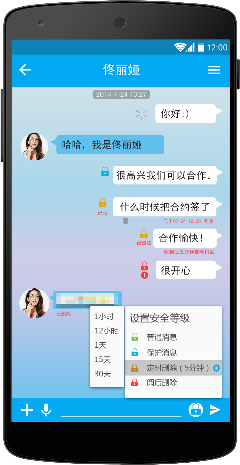 12:00
佟丽娅
2014-7-24 13:27
你好:)
哈哈，我是佟丽娅
很高兴我们可以合作.
什么时候把合约签了
合作愉快!
很开心
1小时
12小时
1天
15天
30天
设置安全等级
普通消息
保护消息
定时删除（5分钟）
阅后删除